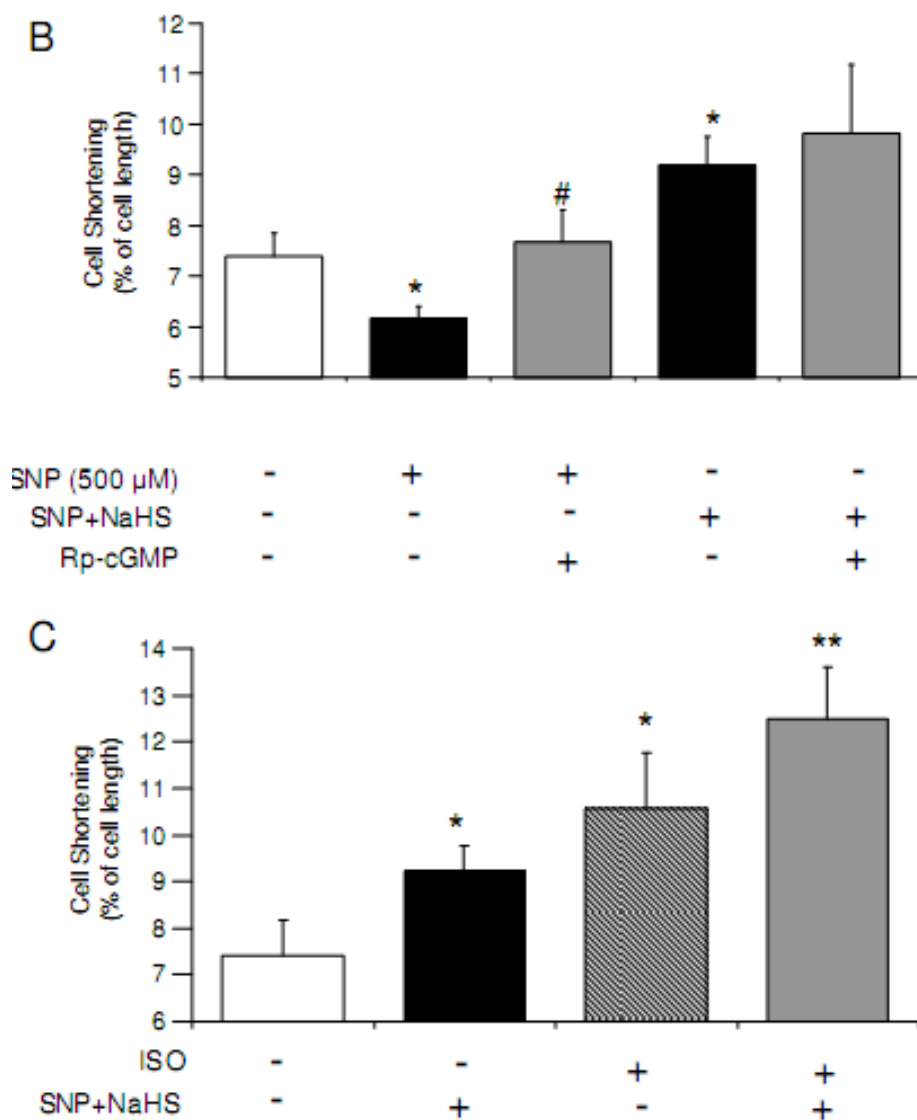 B
Cell Shortening
(% of cell length)
12
11
10
9
8
7
6
5
*
#
*
SNP (500 µM) - + + - -
SNP+NaHS - - - + +
Rp-cGMP - - + - +
C
Cell Shortening
(% of cell length)
14
13
12
11
10
9
8
7
6
*
*
**
ISO - - + +
SNP+NaHS - + - +